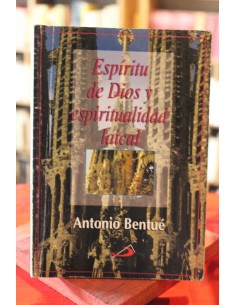 Espíritu
de Dios y
espiritualidad
laical
Antonio Bentué